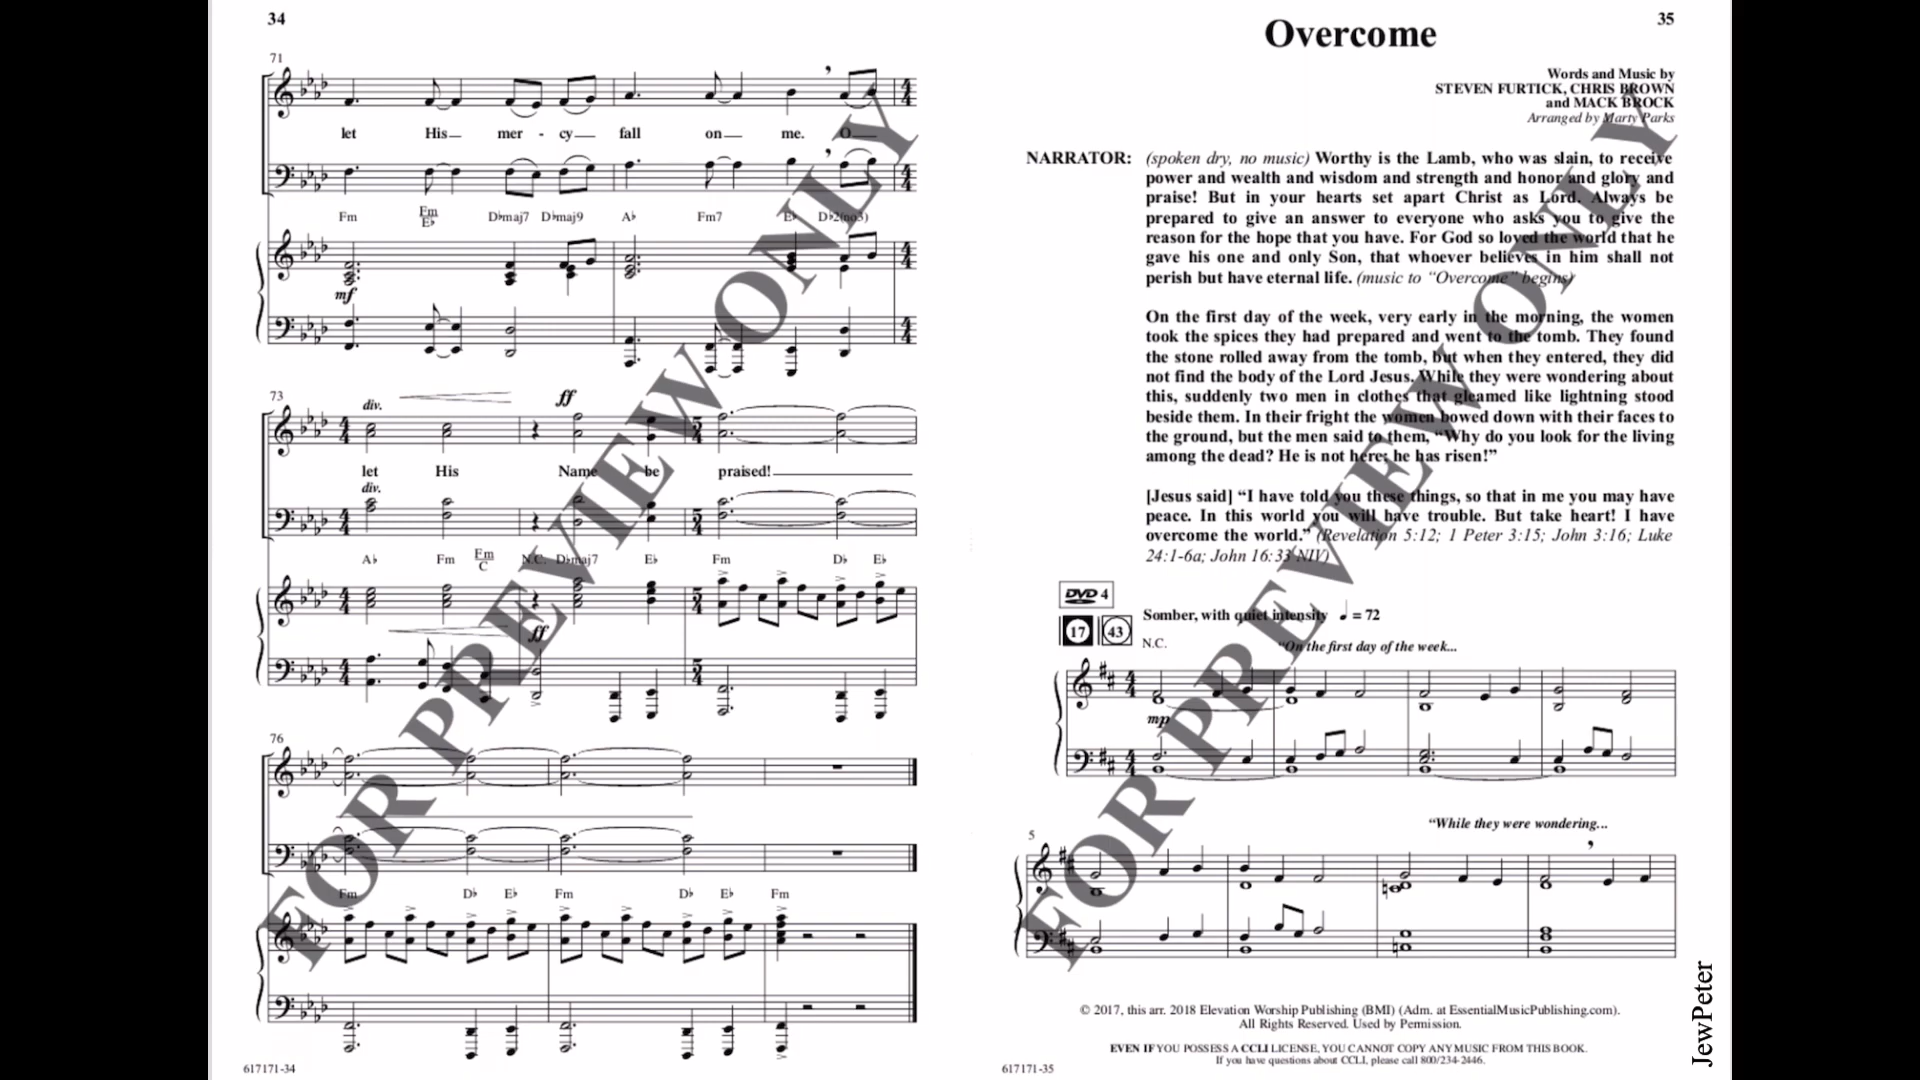 34
71
let His mer - cy fall on me. O
Fm Fm/E♭ D♭maj7 D♭maj9 A♭ Fm7 E♭ D♭2(no3)
mf
73
div. ff
let His Name be praised!
div.
A♭ Fm Fm/C N.C. D♭maj7 E♭ Fm D♭ E♭
ff
76
Fm D♭ E♭ Fm D♭ E♭ Fm
617171-34
FOR PREVIEW ONLY
35
Overcome
Words and Music by
STEVEN FURTICK, CHRIS BROWN
and MACK BROCK
Arranged by Marty Parks
NARRATOR: (spoken dry, no music) Worthy is the Lamb, who was slain, to receive
power and wealth and wisdom and strength and honor and glory and
praise! But in your hearts set apart Christ as Lord. Always be
prepared to give an answer to everyone who asks you to give the
reason for the hope that you have. For God so loved the world that he
gave his one and only Son, that whoever believes in him shall not
perish but have eternal life. (music to “Overcome” begins)
On the first day of the week, very early in the morning, the women
took the spices they had prepared and went to the tomb. They found
the stone rolled away from the tomb, but when they entered, they did
not find the body of the Lord Jesus. While they were wondering about
this, suddenly two men in clothes that gleamed like lightning stood
beside them. In their fright the women bowed down with their faces to
the ground, but the men said to them, “Why do you look for the living
among the dead? He is not here; he has risen!”
[Jesus said] “I have told you these things, so that in me you may have
peace. In this world you will have trouble. But take heart! I have
overcome the world.” (Revelation 5:12; 1 Peter 3:15; John 3:16; Luke
24:1-6a; John 16:33 NIV)
DVD 4
17 43 Somber, with quiet intensity ♩ = 72
N.C. “On the first day of the week...
mp
“While they were wondering...
5
© 2017, this arr. 2018 Elevation Worship Publishing (BMI) (Adm. at EssentialMusicPublishing.com).
All Rights Reserved. Used by Permission.
EVEN IF YOU POSSESS A CCLI LICENSE, YOU CANNOT COPY ANY MUSIC FROM THIS BOOK.
If you have questions about CCLI, please call 800/234-2446.
617171-35
FOR PREVIEW ONLY
JewPeter